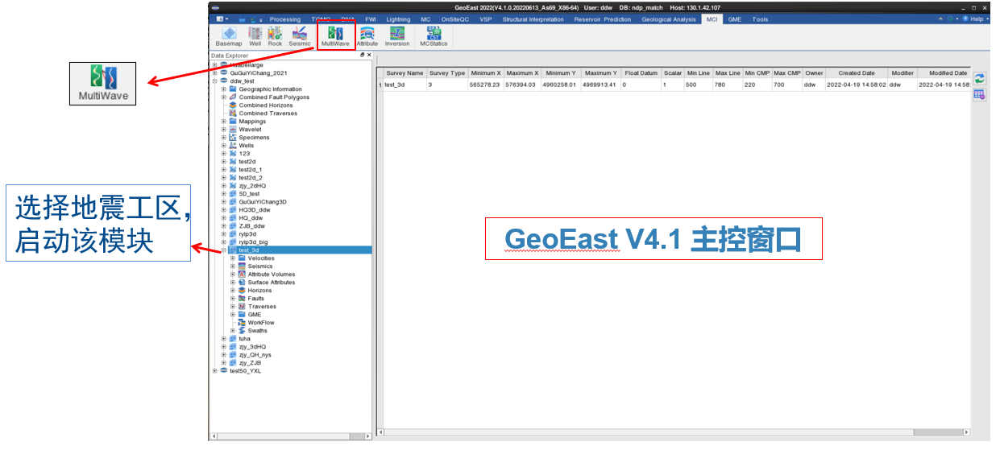 GeoEast 2022(V4.1.0.20220613_As69_X86-64) User: ddw DB: ndp_match Host: 130.1.42.107
Processing TOMO DIVA FWI Lightning MC OnSiteQC VSP Structural Interpretation Reservoir Prediction Geological Analysis MCI GME Tools Help
Basemap Well Rock Seismic MultiWave Attribute Inversion MCStatics
Data Explorer
Huabeilarge
GuGuiYiChang_2021
ddw_test
Geographic Information
Combined Fault Polygons
Combined Horizons
Combined Traverses
Mappings
Wavelet
Specimens
Wells
123
test2d
test2d_1
test2d_2
zjy_2dHQ
5D_test
GuGuiYiChang3D
HQ3D_ddw
HQ_ddw
ZJB_ddw
rylp3d
rylp3d_big
test_3d
Velocities
Seismics
Attribute Volumes
Surface Attributes
Horizons
Faults
Traverses
GME
WorkFlow
Swaths
tuha
zjy_3dHQ
zjy_QH_nys
zjy_ZJB
test50_YXL
Survey Name Survey Type Minimum X Maximum X Minimum Y Maximum Y Float Datum Scalar Min Line Max Line Min CMP Max CMP Owner Created Date Modifier Modified Date
1 test_3d 3 565278.23 576394.03 4960258.01 4969913.41 0 1 500 780 220 700 ddw 2022-04-19 14:58:02 ddw 2022-04-19 14:58:
MultiWave
选择地震工区，
启动该模块
GeoEast V4.1 主控窗口